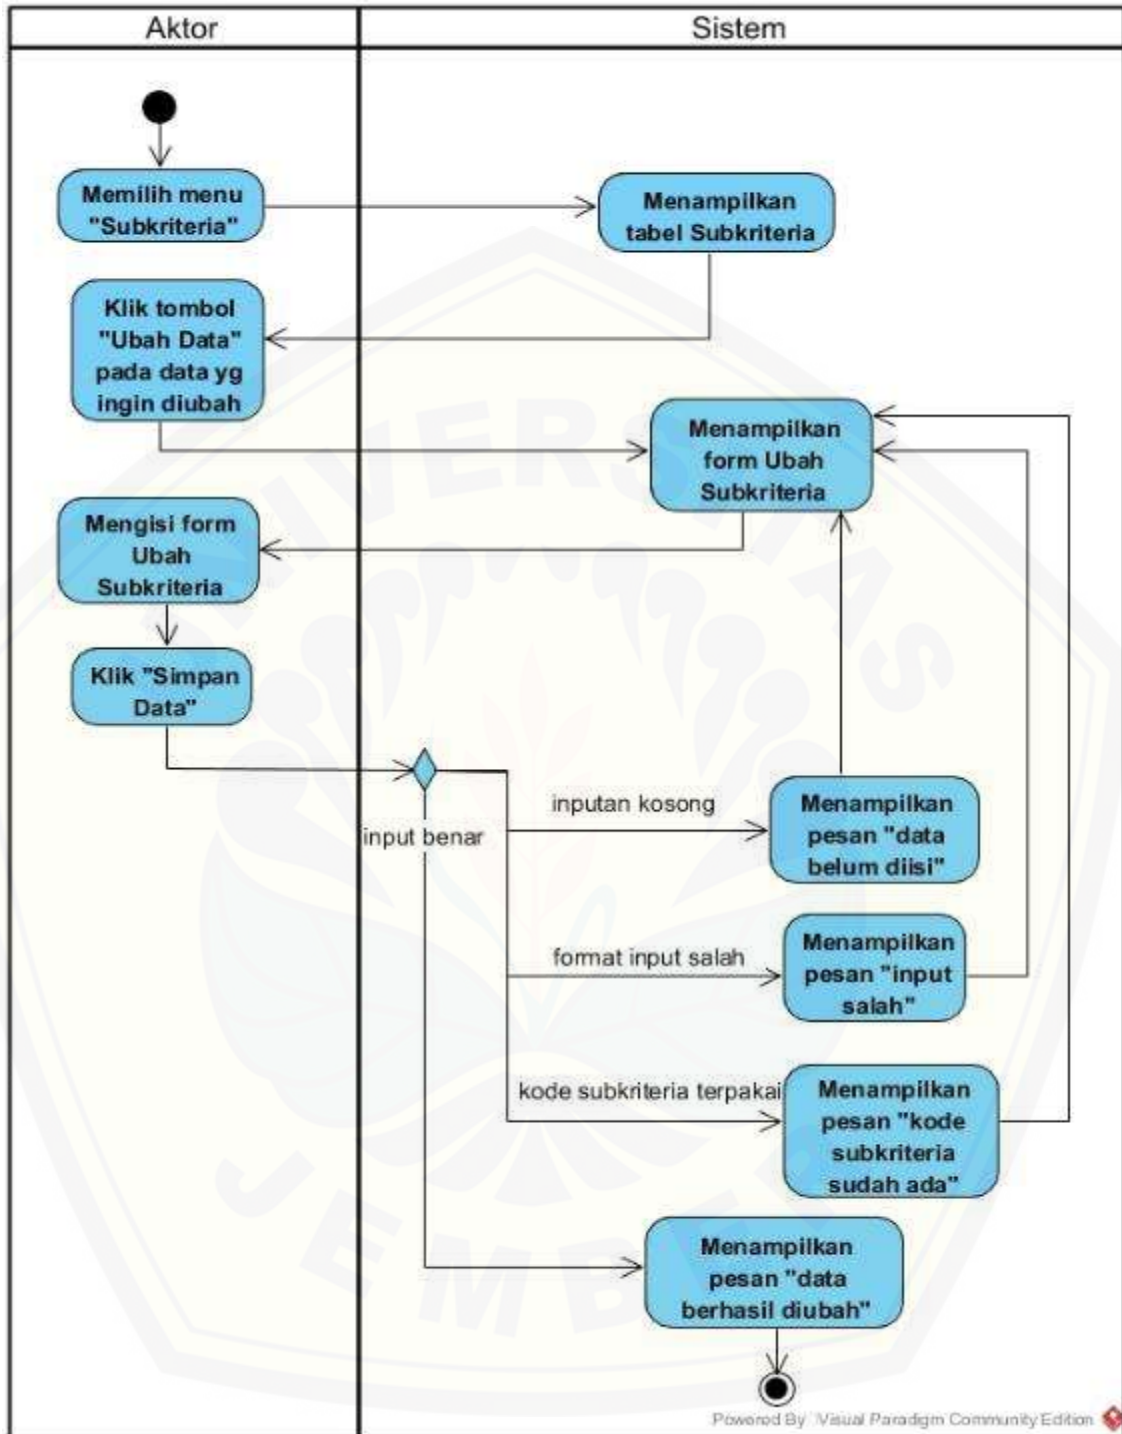 Aktor
Sistem
Memilih menu
"Subkriteria"
Menampilkan
tabel Subkriteria
Klik tombol
"Ubah Data"
pada data yg
ingin diubah
Menampilkan
form Ubah
Subkriteria
Mengisi form
Ubah
Subkriteria
Klik "Simpan
Data"
input benar
inputan kosong
Menampilkan
pesan "data
belum diisi"
format input salah
Menampilkan
pesan "input
salah"
kode subkriteria terpakai
Menampilkan
pesan "kode
subkriteria
sudah ada"
Menampilkan
pesan "data
berhasil diubah"
UNIVERSITAS
JEMBER
Powered By Visual Paradigm Community Edition